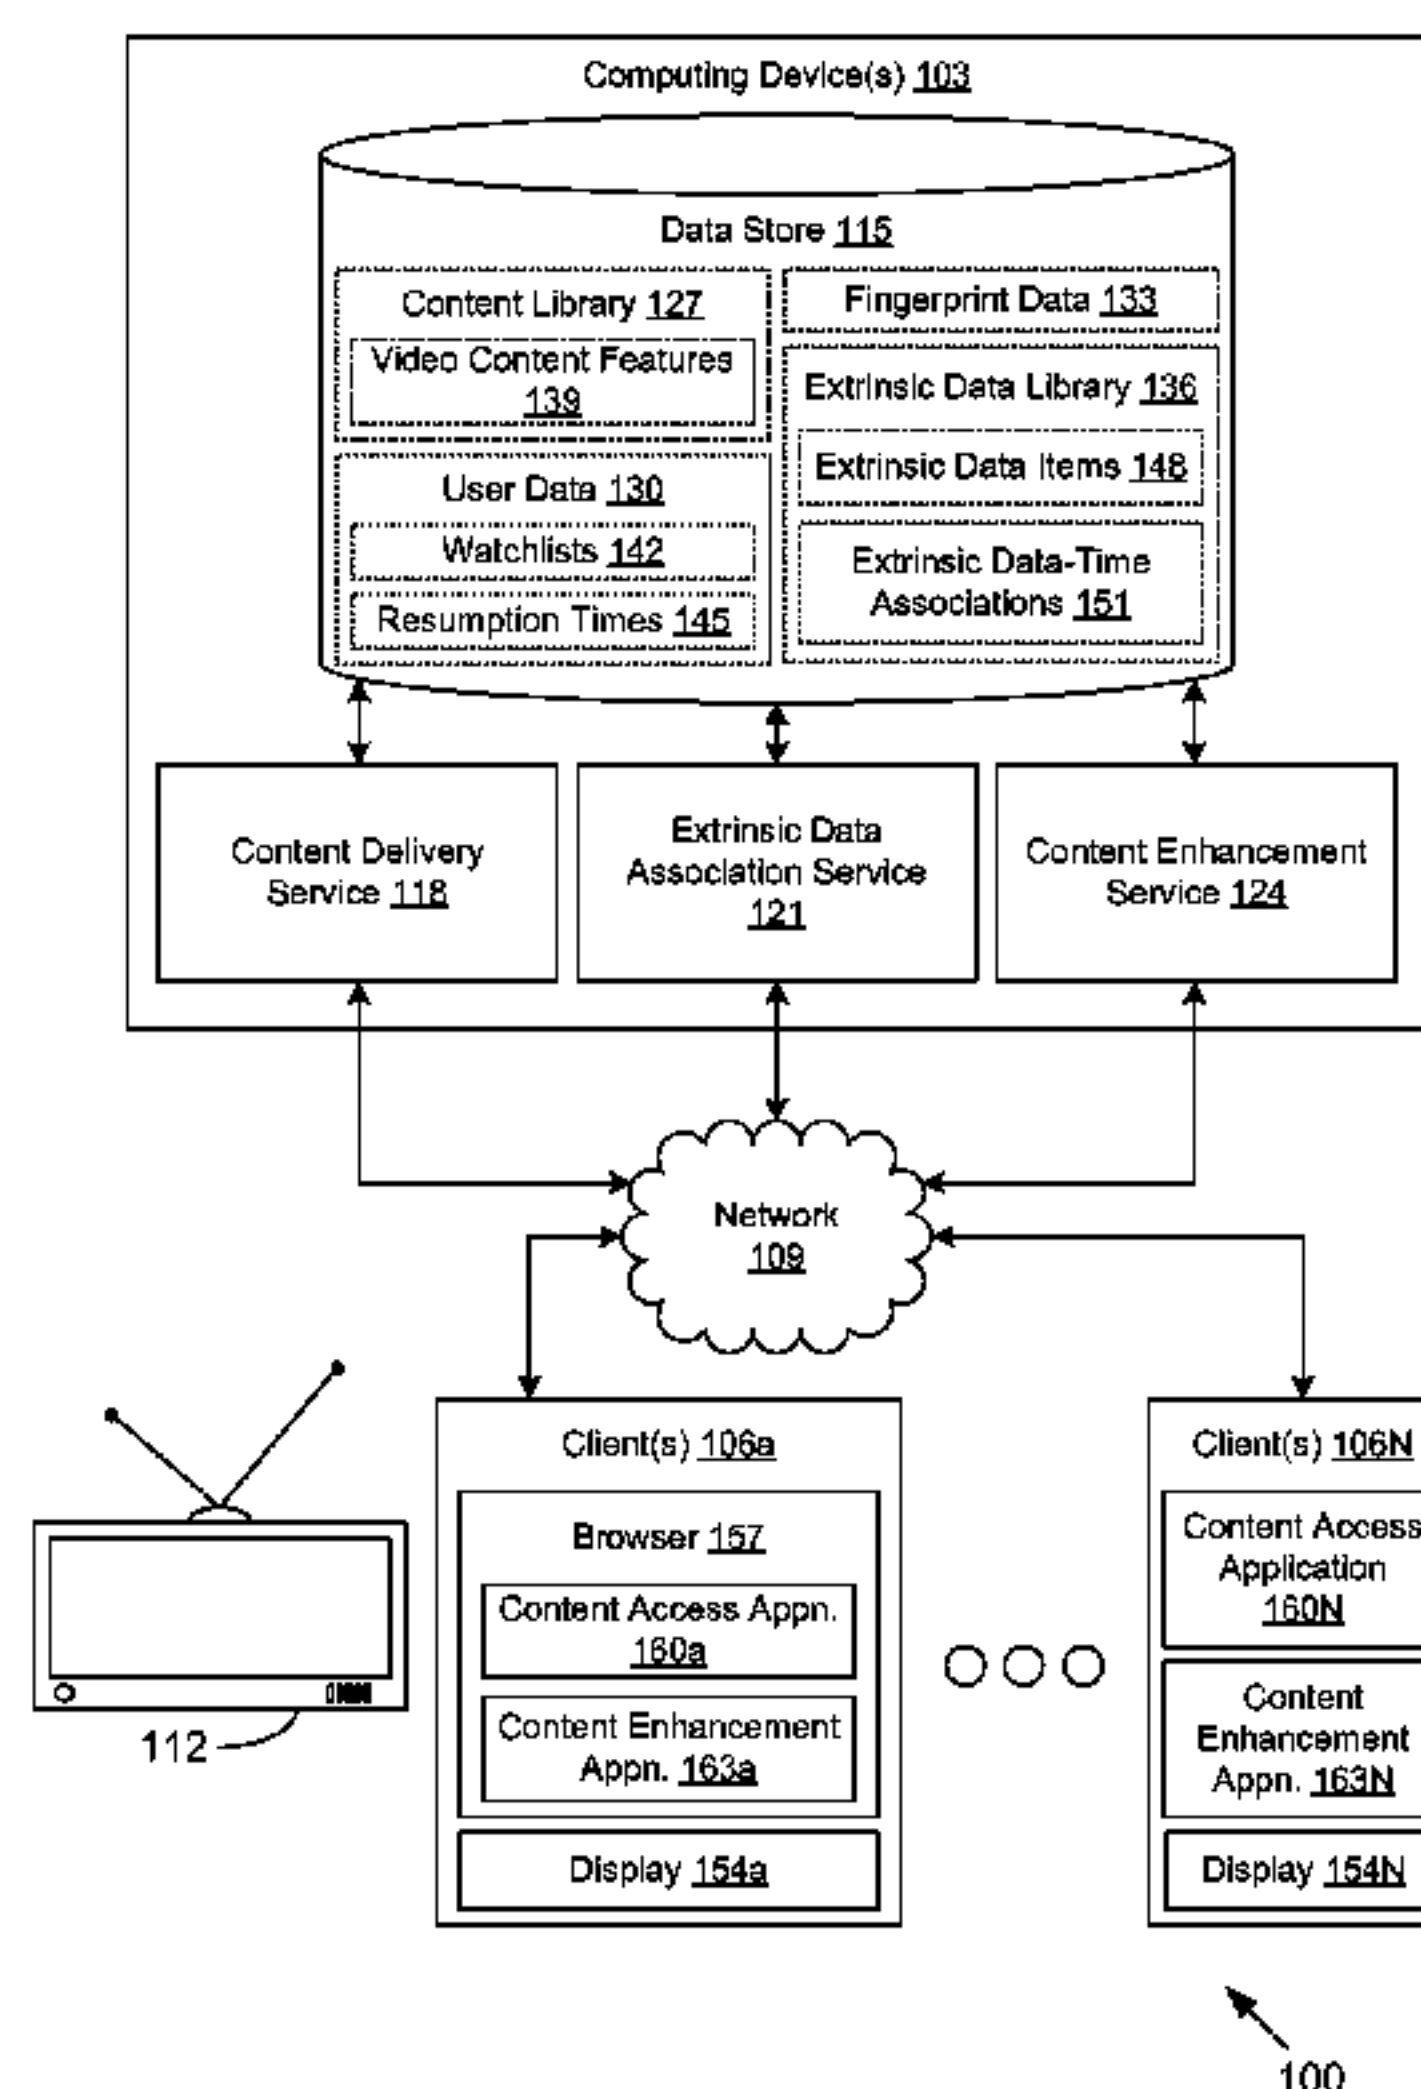 Computing Device(s) 103
Data Store 115
Content Library 127
Video Content Features
139
User Data 130
Watchlists 142
Resumption Times 145
Fingerprint Data 133
Extrinsic Data Library 136
Extrinsic Data Items 148
Extrinsic Data-Time
Associations 151
Content Delivery
Service 118
Extrinsic Data
Association Service
121
Content Enhancement
Service 124
Network
109
112
Client(s) 106a
Browser 157
Content Access Appn.
160a
Content Enhancement
Appn. 163a
Display 154a
Client(s) 106N
Content Access
Application
160N
Content
Enhancement
Appn. 163N
Display 154N
100